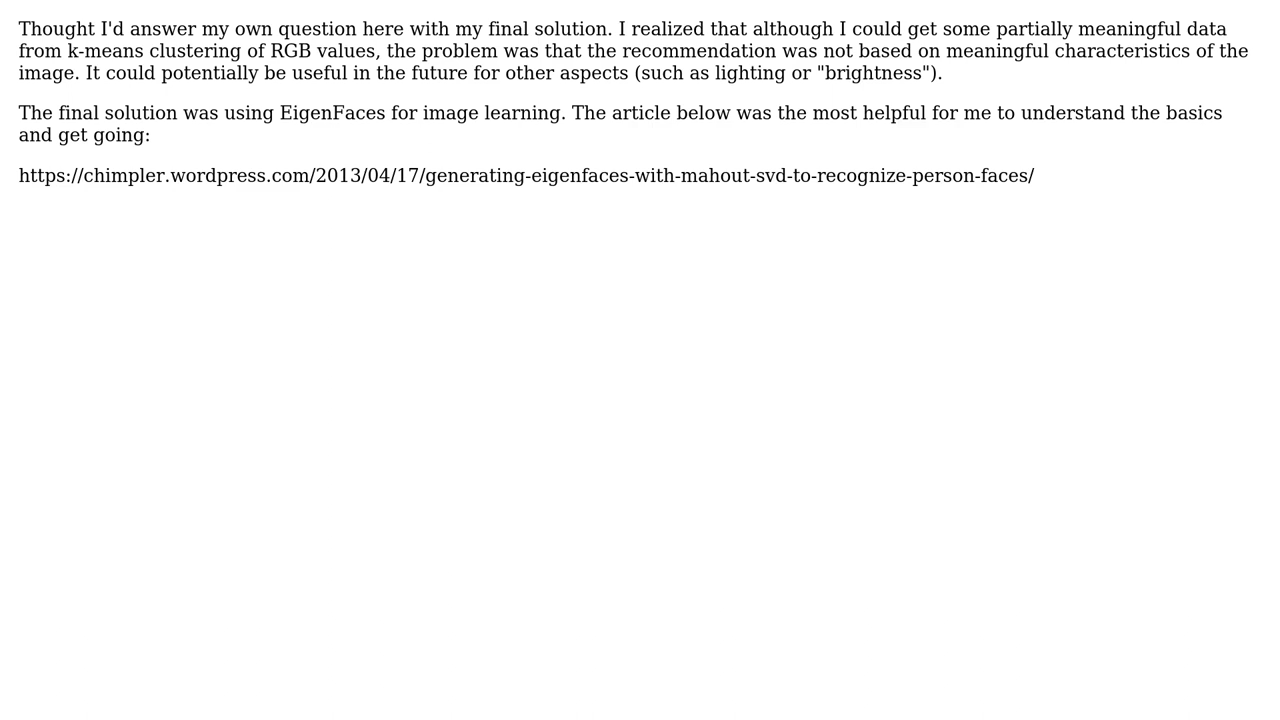 Thought I'd answer my own question here with my final solution. I realized that although I could get some partially meaningful data
from k-means clustering of RGB values, the problem was that the recommendation was not based on meaningful characteristics of the
image. It could potentially be useful in the future for other aspects (such as lighting or "brightness").
The final solution was using EigenFaces for image learning. The article below was the most helpful for me to understand the basics
and get going:
https://chimpler.wordpress.com/2013/04/17/generating-eigenfaces-with-mahout-svd-to-recognize-person-faces/